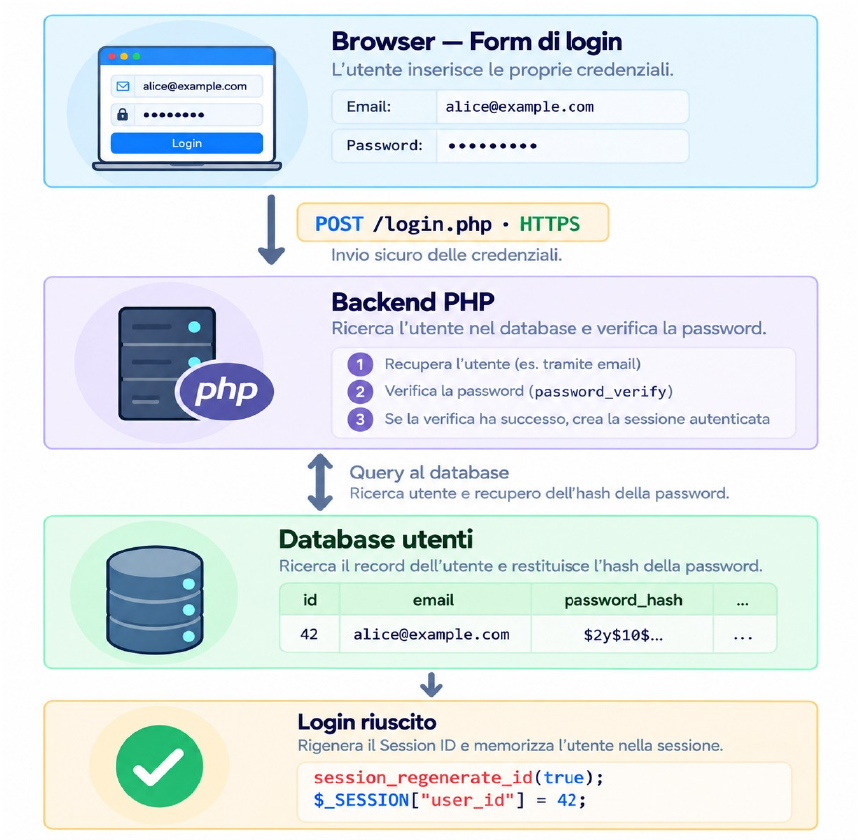 Browser — Form di login
L'utente inserisce le proprie credenziali.
alice@example.com
••••••••
Login
Email: alice@example.com
Password: •••••••••
POST /login.php · HTTPS
Invio sicuro delle credenziali.
Backend PHP
Ricerca l'utente nel database e verifica la password.
php
1 Recupera l'utente (es. tramite email)
2 Verifica la password (password_verify)
3 Se la verifica ha successo, crea la sessione autenticata
Query al database
Ricerca utente e recupero dell'hash della password.
Database utenti
Ricerca il record dell'utente e restituisce l'hash della password.
id email password_hash ...
42 alice@example.com $2y$10$... ...
Login riuscito
Rigenera il Session ID e memorizza l'utente nella sessione.
session_regenerate_id(true);
$_SESSION["user_id"] = 42;